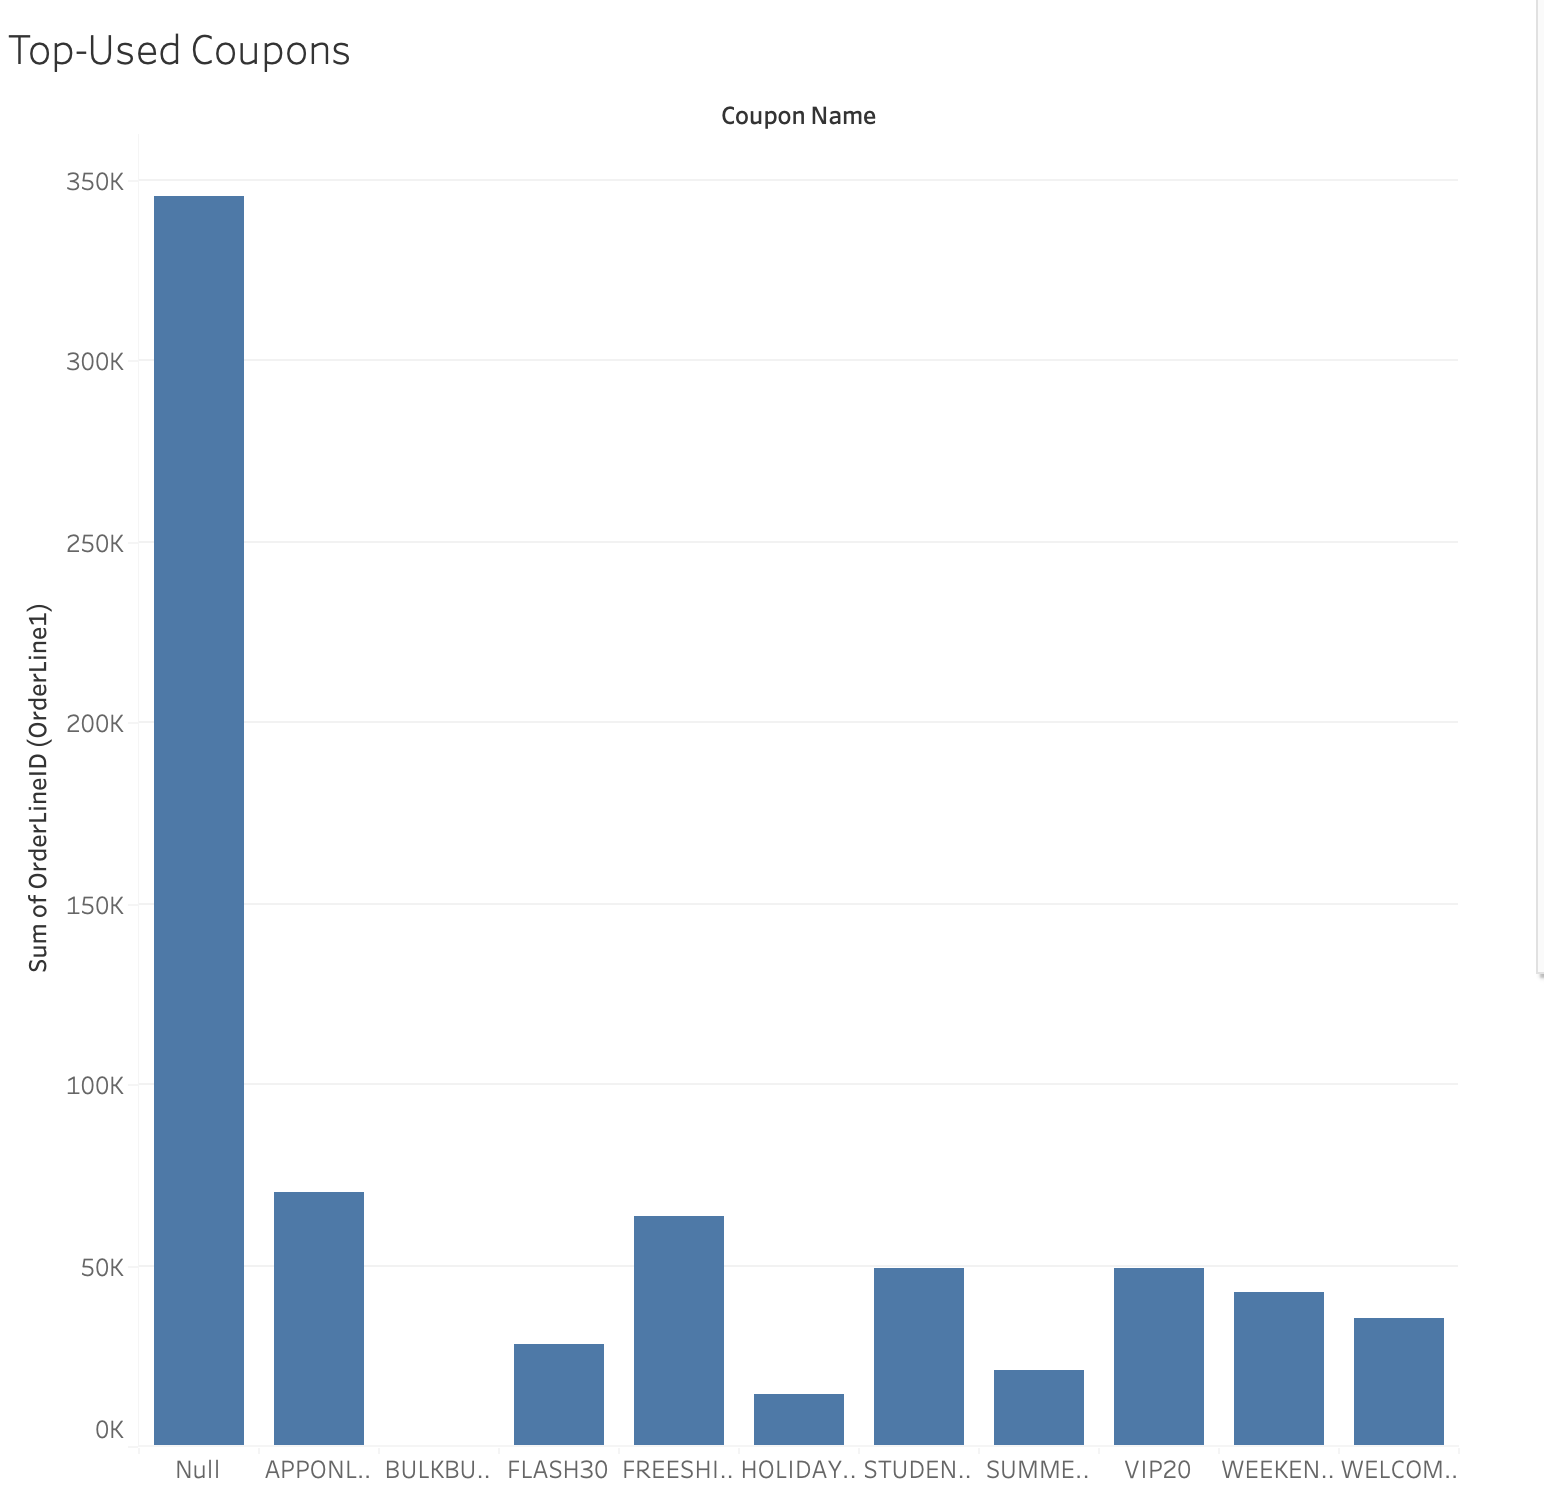 Top-Used Coupons
Coupon Name
350K
300K
250K
200K
150K
100K
50K
0K
Sum of OrderLineID (OrderLine1)
Null APPONL.. BULKBU.. FLASH30 FREESHI.. HOLIDAY.. STUDEN.. SUMME.. VIP20 WEEKEN.. WELCOM..